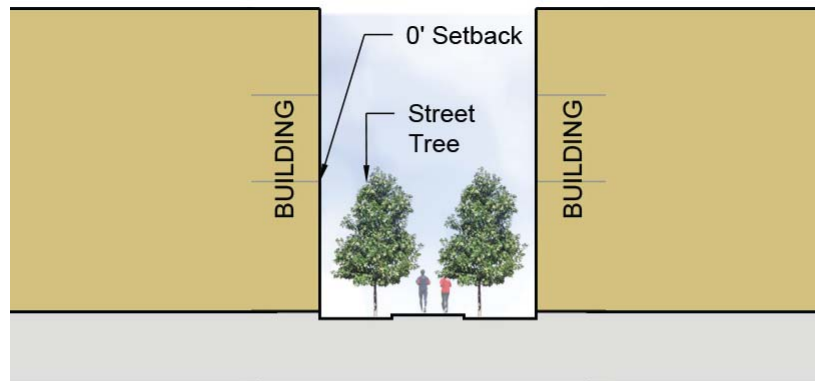 0' Setback
Street
Tree
BUILDING
BUILDING